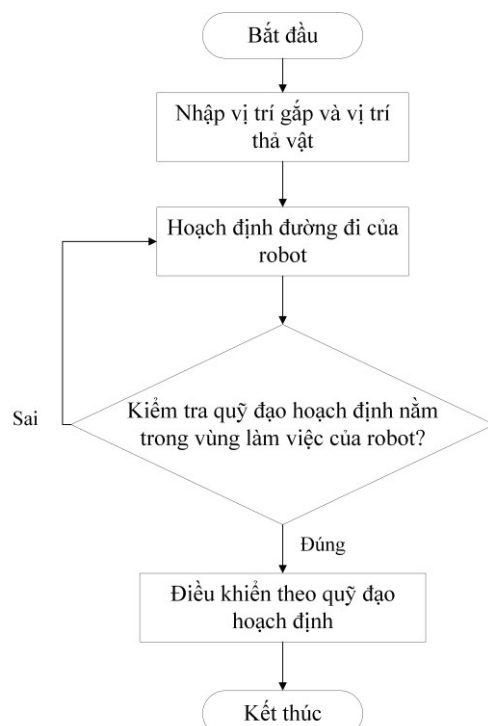 Bắt đầu
Nhập vị trí gắp và vị trí
thả vật
Hoạch định đường đi của
robot
Kiểm tra quỹ đạo hoạch định nằm
trong vùng làm việc của robot?
Sai
Đúng
Điều khiển theo quỹ đạo
hoạch định
Kết thúc